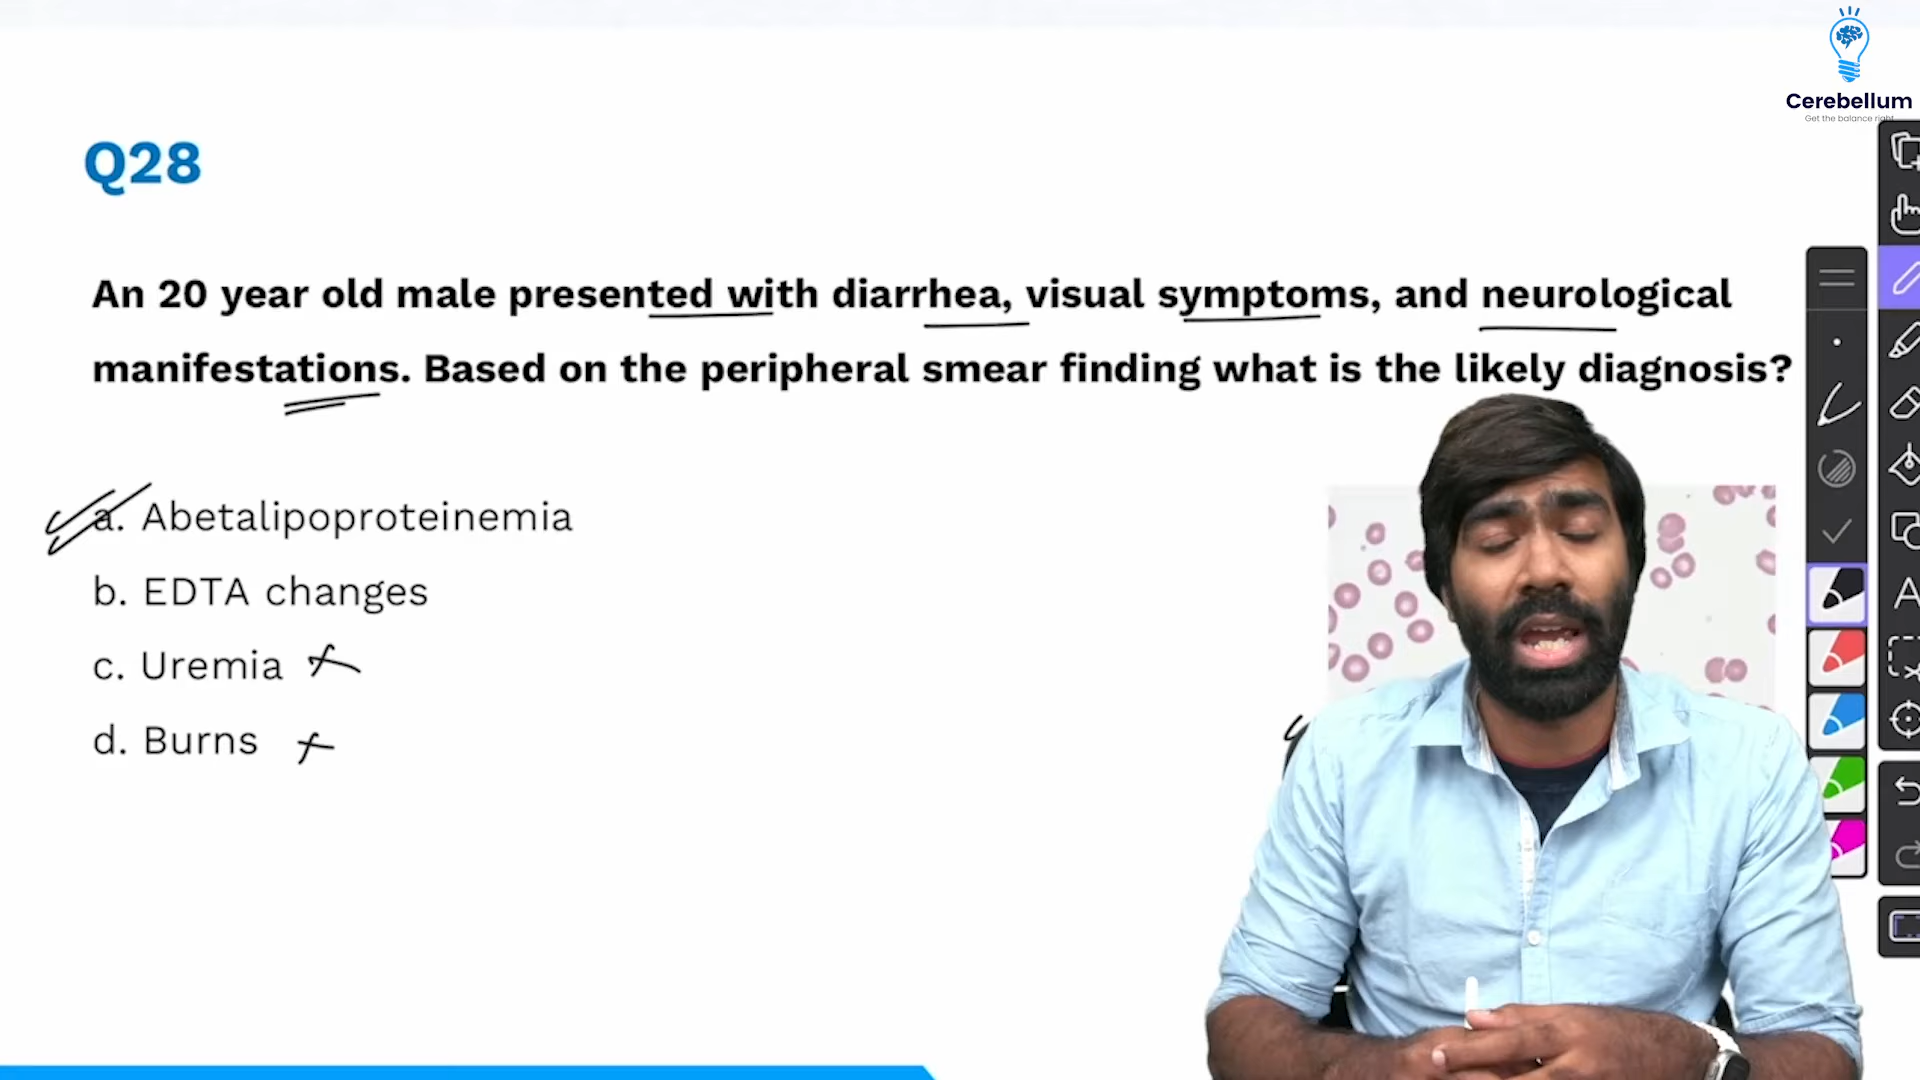 Cerebellum
Get the balance right
Q28
An 20 year old male presented with diarrhea, visual symptoms, and neurological
manifestations. Based on the peripheral smear finding what is the likely diagnosis?
a. Abetalipoproteinemia
b. EDTA changes
c. Uremia
d. Burns
A